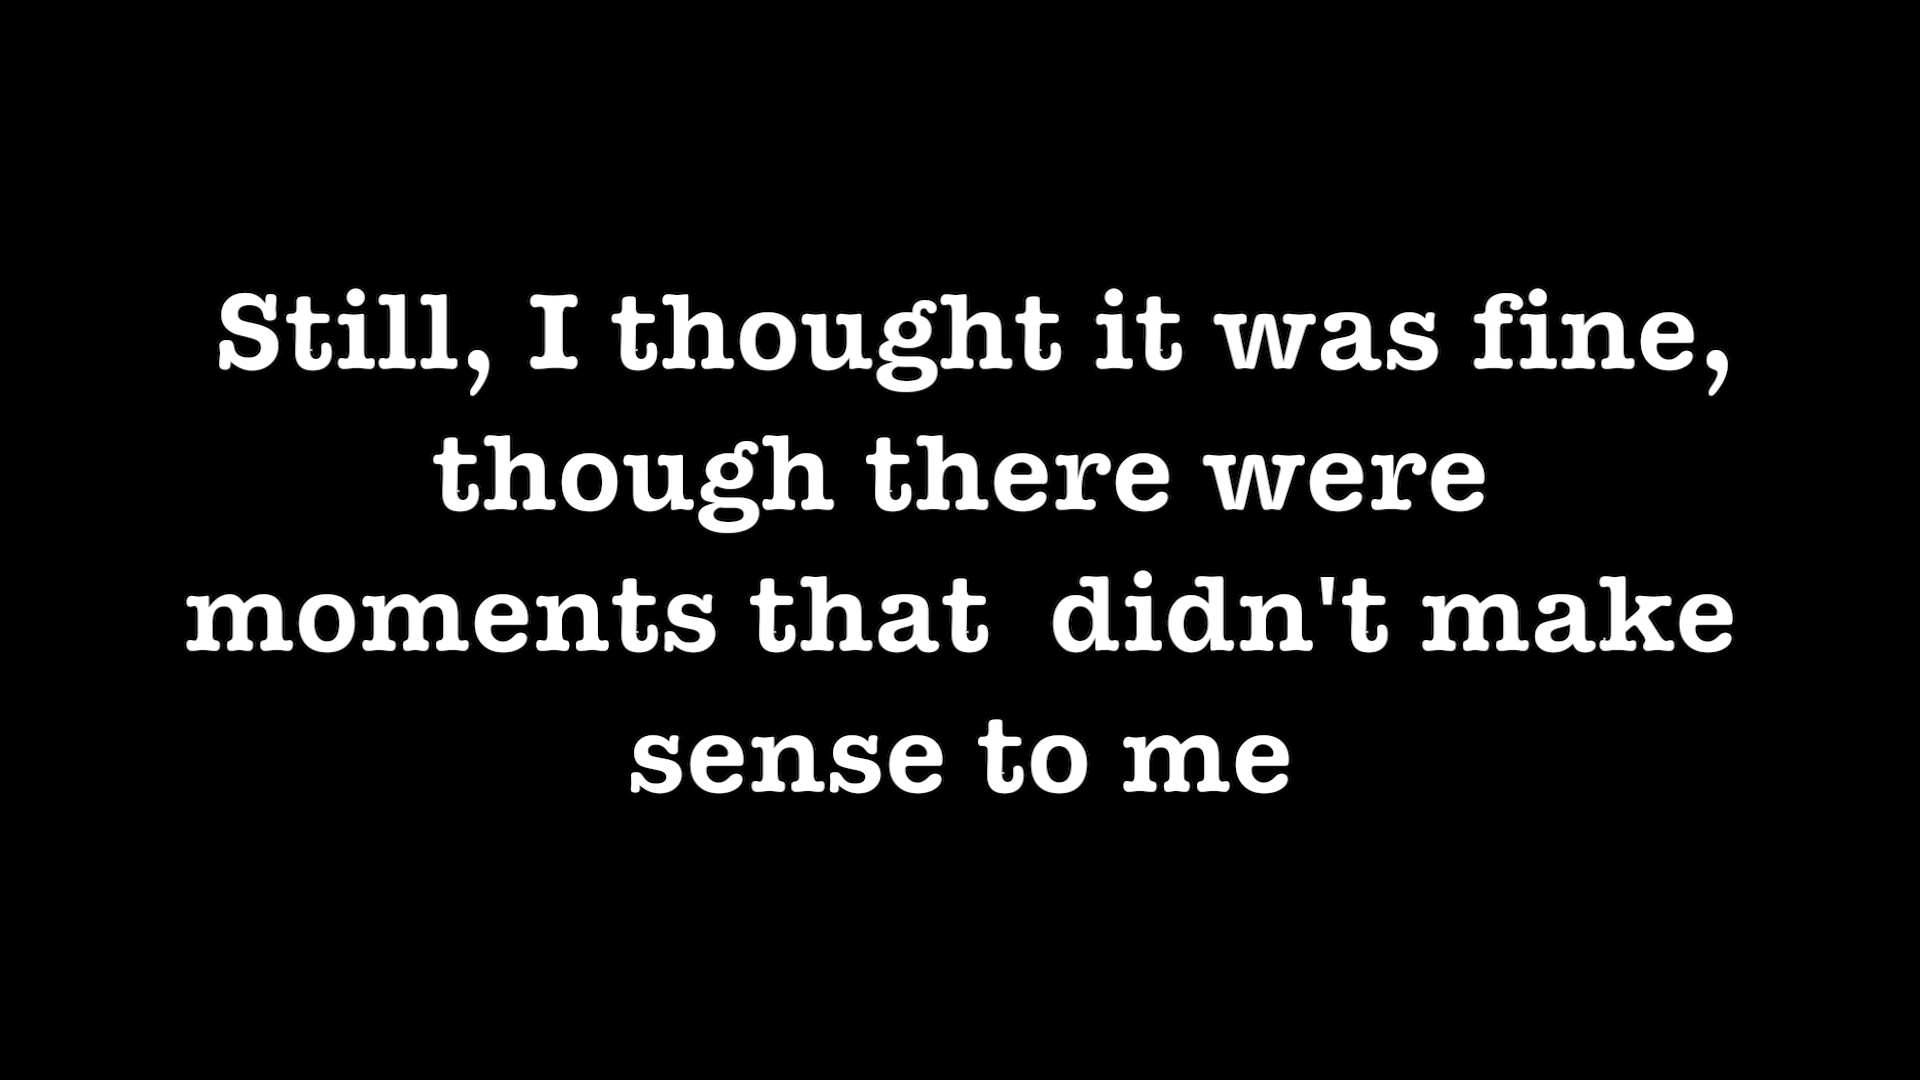 Still, I thought it was fine,
though there were
moments that  didn't make
sense to me